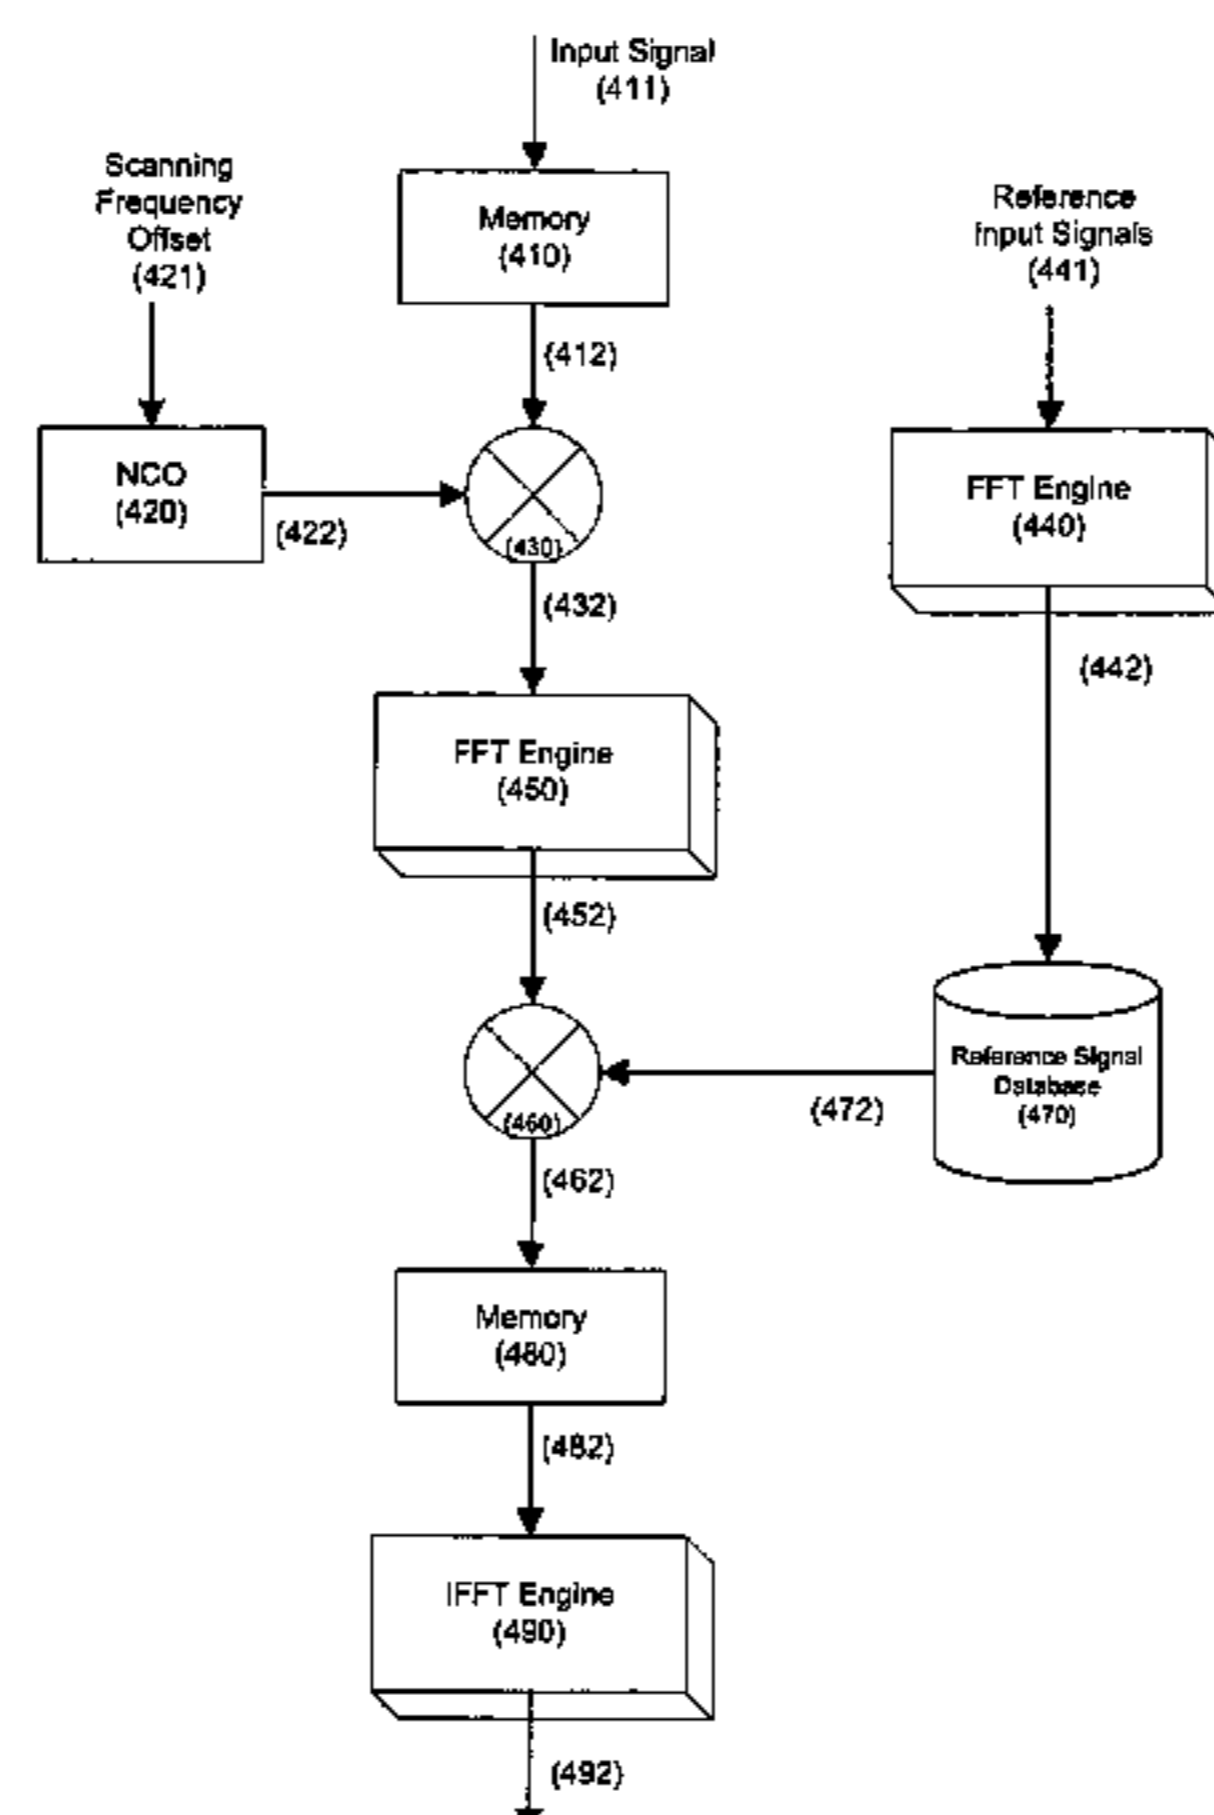 Input Signal
(411)
Scanning
Frequency
Offset
(421)
Memory
(410)
Reference
Input Signals
(441)
(412)
NCO
(420)
(422)
(430)
FFT Engine
(440)
(432)
(442)
FFT Engine
(450)
(452)
Reference Signal
Database
(470)
(472)
(460)
(462)
Memory
(480)
(482)
IFFT Engine
(490)
(492)